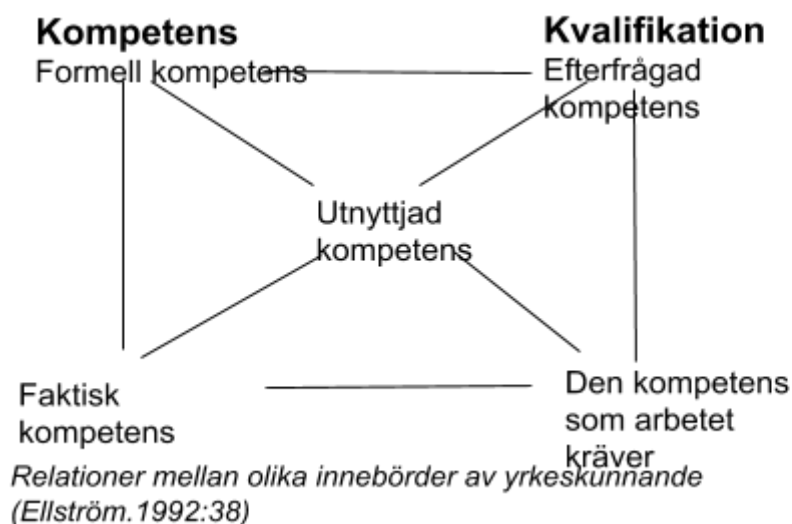 Kompetens
Formell kompetens
Kvalifikation
Efterfrågad
kompetens
Utnyttjad
kompetens
Faktisk
kompetens
Den kompetens
som arbetet
kräver
Relationer mellan olika innebörder av yrkeskunnande
(Ellström.1992:38)